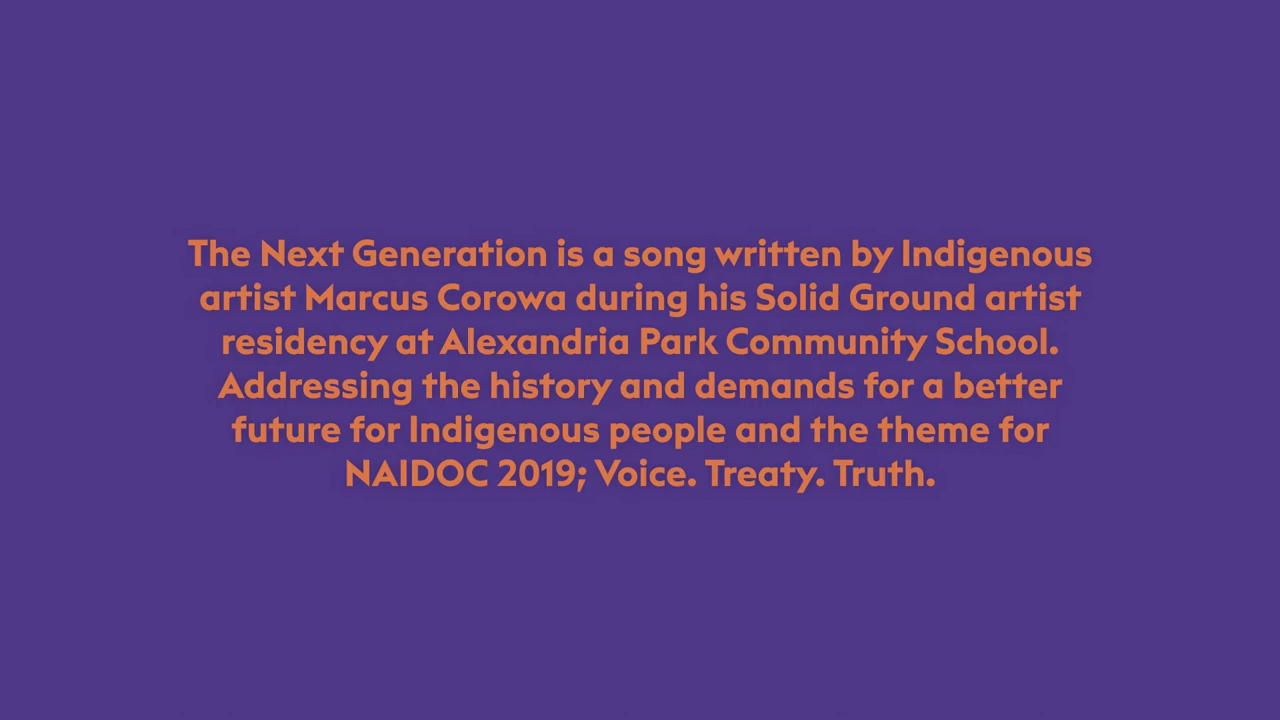 The Next Generation is a song written by Indigenous
artist Marcus Corowa during his Solid Ground artist
residency at Alexandria Park Community School.
Addressing the history and demands for a better
future for Indigenous people and the theme for
NAIDOC 2019; Voice. Treaty. Truth.